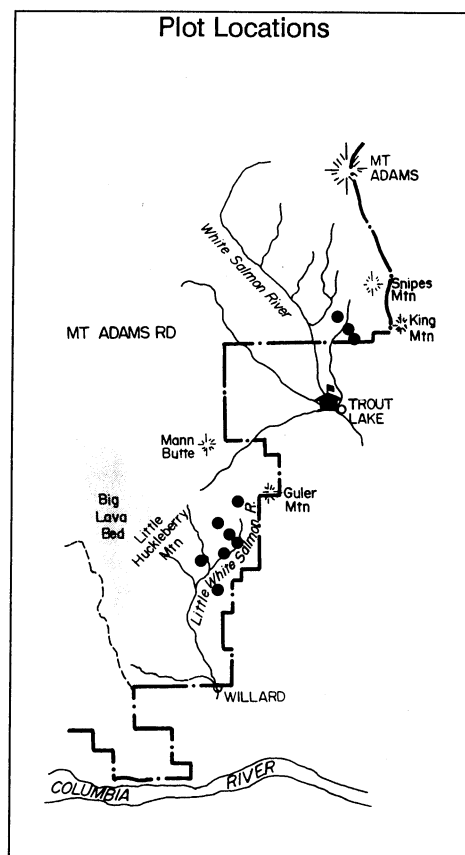 Plot Locations
MT
ADAMS
White Salmon River
Snipes
Mtn
King
Mtn
MT ADAMS RD
TROUT
LAKE
Mann
Butte
Big
Lava
Bed
Little
Huckleberry
Mtn
Guler
Mtn
Little White Salmon R.
WILLARD
COLUMBIA RIVER